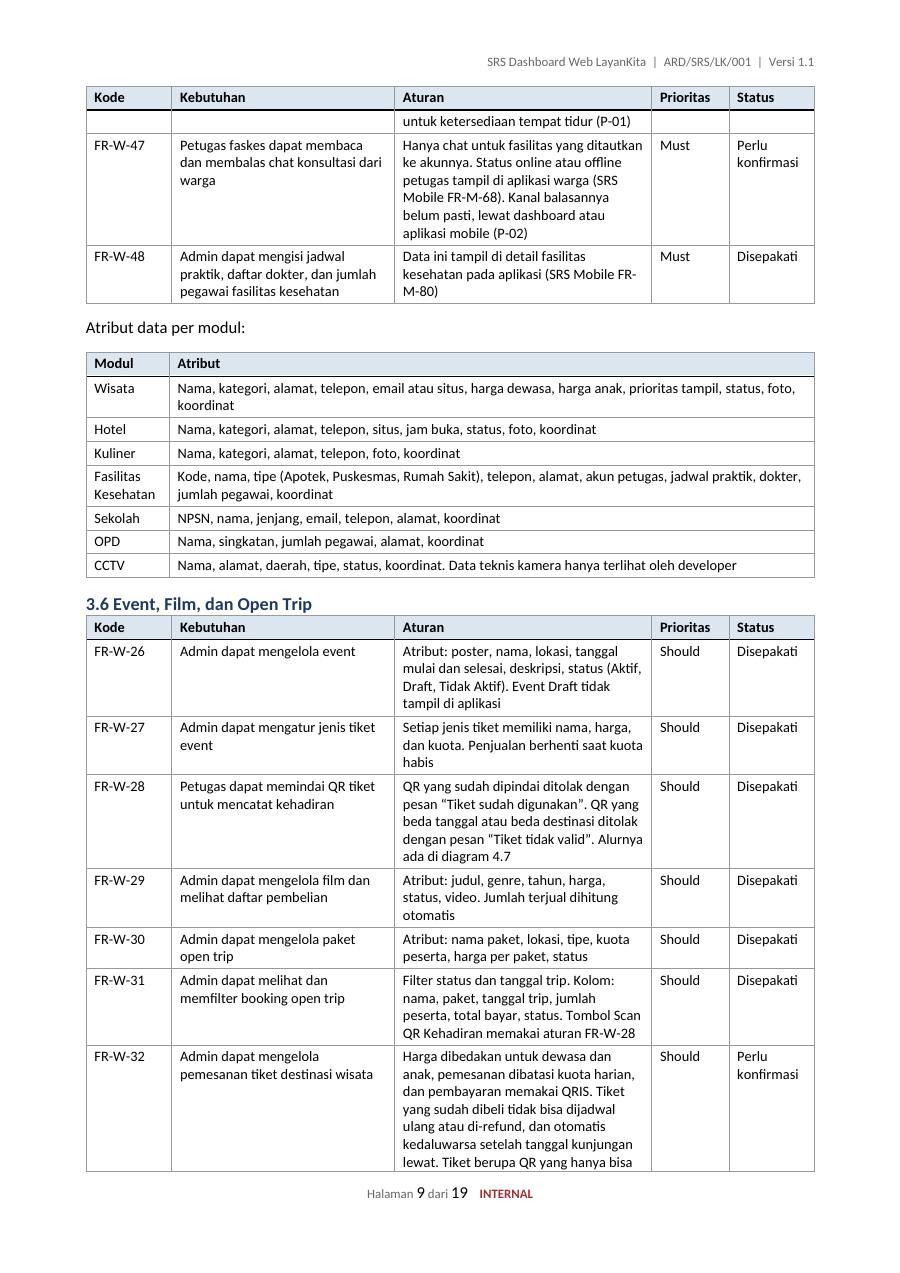 SRS Dashboard Web LayanKita | ARD/SRS/LK/001 | Versi 1.1
Kode Kebutuhan Aturan Prioritas Status
untuk ketersediaan tempat tidur (P-01)
FR-W-47 Petugas faskes dapat membaca Hanya chat untuk fasilitas yang ditautkan Must Perlu
dan membalas chat konsultasi dari ke akunnya. Status online atau offline konfirmasi
warga petugas tampil di aplikasi warga (SRS
Mobile FR-M-68). Kanal balasannya
belum pasti, lewat dashboard atau
aplikasi mobile (P-02)
FR-W-48 Admin dapat mengisi jadwal Data ini tampil di detail fasilitas Must Disepakati
praktik, daftar dokter, dan jumlah kesehatan pada aplikasi (SRS Mobile FR-
pegawai fasilitas kesehatan M-80)
Atribut data per modul:
Modul Atribut
Wisata Nama, kategori, alamat, telepon, email atau situs, harga dewasa, harga anak, prioritas tampil, status, foto,
koordinat
Hotel Nama, kategori, alamat, telepon, situs, jam buka, status, foto, koordinat
Kuliner Nama, kategori, alamat, telepon, foto, koordinat
Fasilitas Kode, nama, tipe (Apotek, Puskesmas, Rumah Sakit), telepon, alamat, akun petugas, jadwal praktik, dokter,
Kesehatan jumlah pegawai, koordinat
Sekolah NPSN, nama, jenjang, email, telepon, alamat, koordinat
OPD Nama, singkatan, jumlah pegawai, alamat, koordinat
CCTV Nama, alamat, daerah, tipe, status, koordinat. Data teknis kamera hanya terlihat oleh developer
3.6 Event, Film, dan Open Trip
Kode Kebutuhan Aturan Prioritas Status
FR-W-26 Admin dapat mengelola event Atribut: poster, nama, lokasi, tanggal Should Disepakati
mulai dan selesai, deskripsi, status (Aktif,
Draft, Tidak Aktif). Event Draft tidak
tampil di aplikasi
FR-W-27 Admin dapat mengatur jenis tiket Setiap jenis tiket memiliki nama, harga, Should Disepakati
event dan kuota. Penjualan berhenti saat kuota
habis
FR-W-28 Petugas dapat memindai QR tiket QR yang sudah dipindai ditolak dengan Should Disepakati
untuk mencatat kehadiran pesan “Tiket sudah digunakan”. QR yang
beda tanggal atau beda destinasi ditolak
dengan pesan “Tiket tidak valid”. Alurnya
ada di diagram 4.7
FR-W-29 Admin dapat mengelola film dan Atribut: judul, genre, tahun, harga, Should Disepakati
melihat daftar pembelian status, video. Jumlah terjual dihitung
otomatis
FR-W-30 Admin dapat mengelola paket Atribut: nama paket, lokasi, tipe, kuota Should Disepakati
open trip peserta, harga per paket, status
FR-W-31 Admin dapat melihat dan Filter status dan tanggal trip. Kolom: Should Disepakati
memfilter booking open trip nama, paket, tanggal trip, jumlah
peserta, total bayar, status. Tombol Scan
QR Kehadiran memakai aturan FR-W-28
FR-W-32 Admin dapat mengelola Harga dibedakan untuk dewasa dan Should Perlu
pemesanan tiket destinasi wisata anak, pemesanan dibatasi kuota harian, konfirmasi
dan pembayaran memakai QRIS. Tiket
yang sudah dibeli tidak bisa dijadwal
ulang atau di-refund, dan otomatis
kedaluwarsa setelah tanggal kunjungan
lewat. Tiket berupa QR yang hanya bisa
Halaman 9 dari 19 INTERNAL